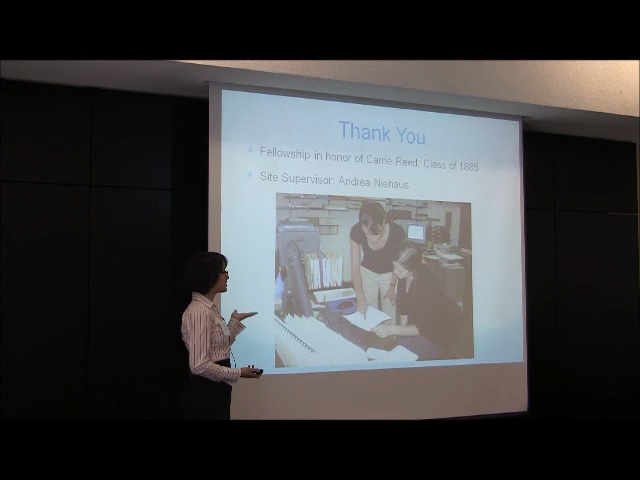 Thank You
Fellowship in honor of Carrie Reed, Class of 1885
Site Supervisor: Andrea Niehaus